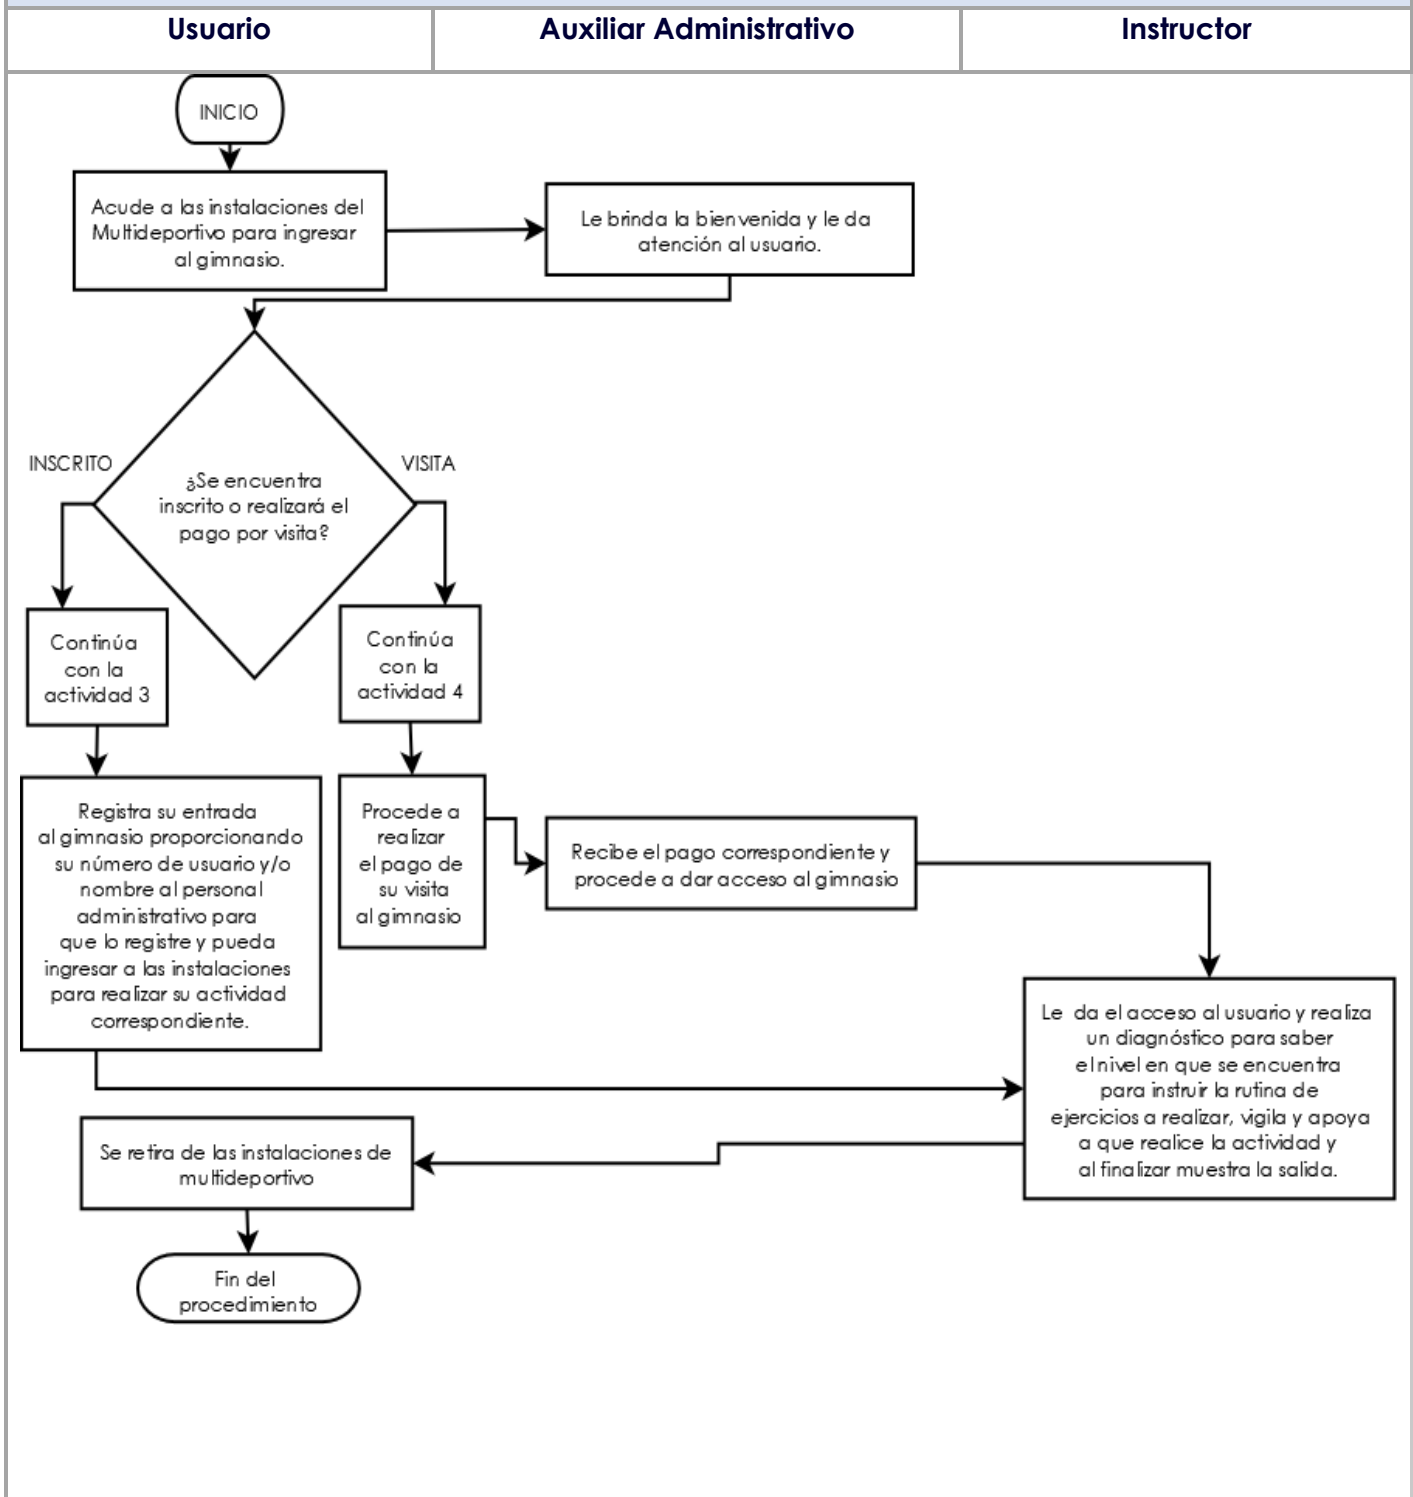 Usuario
Auxiliar Administrativo
Instructor
INICIO
Acude a las instalaciones del
Multideportivo para ingresar
al gimnasio.
Le brinda la bienvenida y le da
atención al usuario.
INSCRITO
VISITA
¿Se encuentra
inscrito o realizará el
pago por visita?
Continúa
con la
actividad 3
Continúa
con la
actividad 4
Registra su entrada
al gimnasio proporcionando
su número de usuario y/o
nombre al personal
administrativo para
que lo registre y pueda
ingresar a las instalaciones
para realizar su actividad
correspondiente.
Procede a
realizar
el pago de
su visita
al gimnasio
Recibe el pago correspondiente y
procede a dar acceso al gimnasio
Le da el acceso al usuario y realiza
un diagnóstico para saber
el nivel en que se encuentra
para instruir la rutina de
ejercicios a realizar, vigila y apoya
a que realice la actividad y
al finalizar muestra la salida.
Se retira de las instalaciones de
multideportivo
Fin del
procedimiento